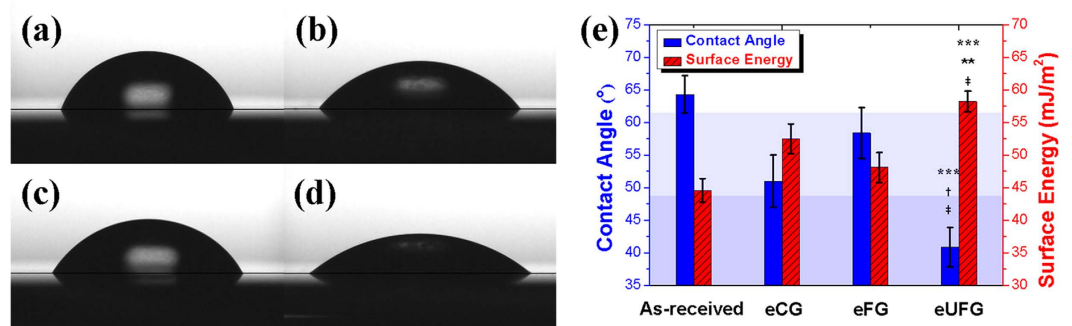 (a)
(b)
(c)
(d)
(e)
75
70
65
60
55
50
45
40
35
Contact Angle (°)
Contact Angle
Surface Energy
***
**
‡
***
†
‡
70
65
60
55
50
45
40
35
30
Surface Energy (mJ/m²)
As-received eCG eFG eUFG